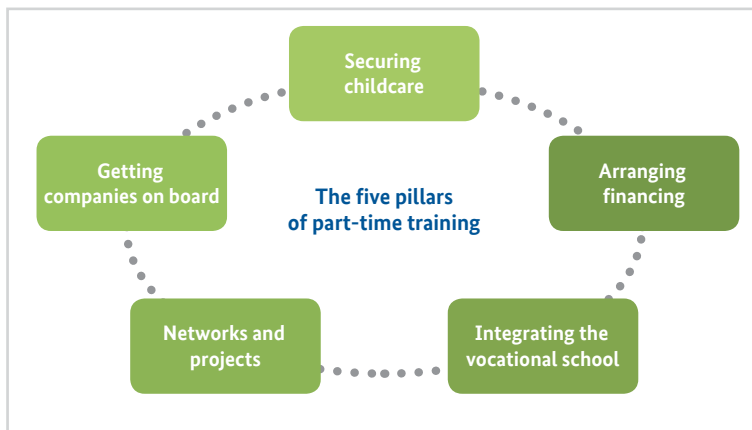 Securing
childcare
Getting
companies on board
Arranging
financing
The five pillars
of part-time training
Networks and
projects
Integrating the
vocational school